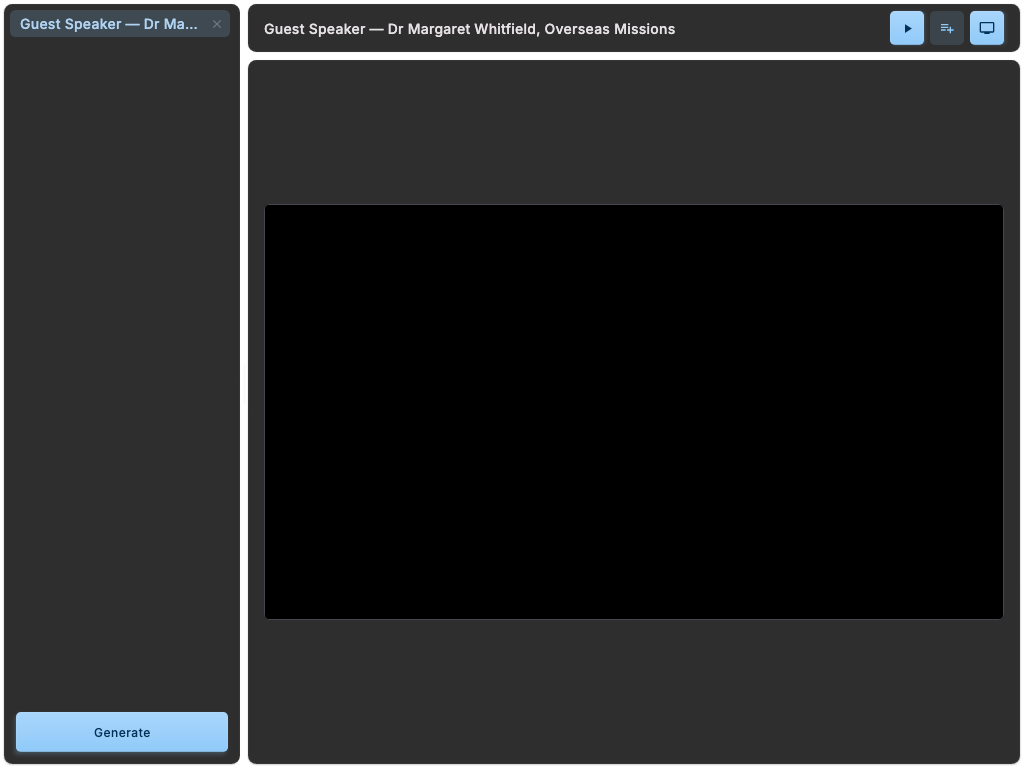 Guest Speaker — Dr Ma...
Guest Speaker — Dr Margaret Whitfield, Overseas Missions
Generate